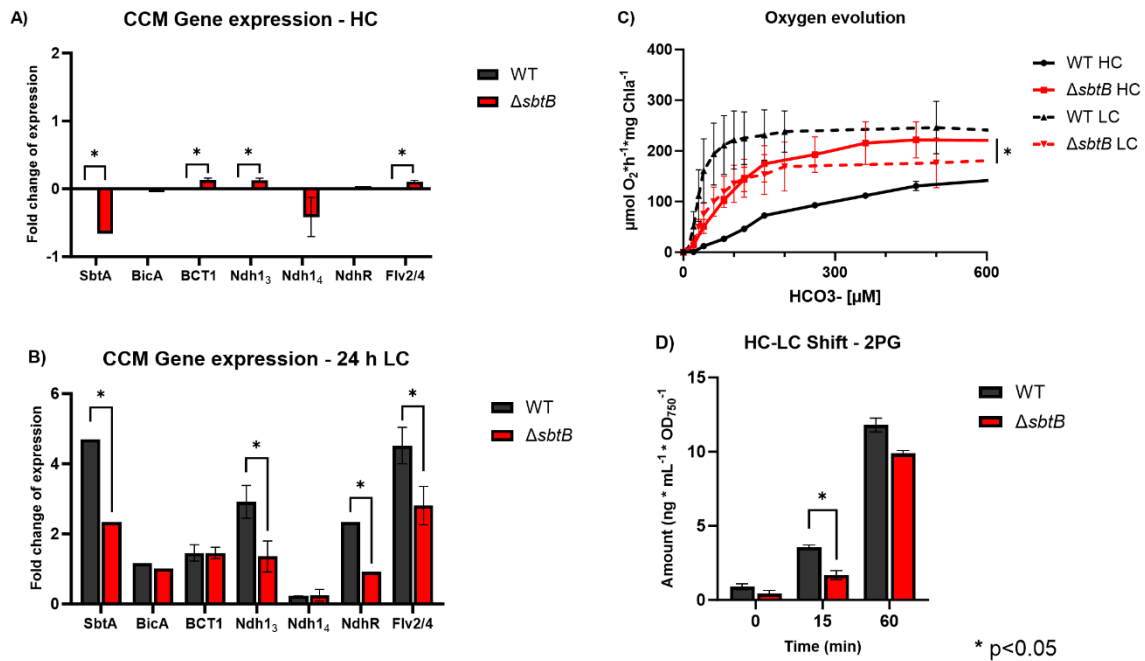 A)
CCM Gene expression - HC
Fold change of expression
2
1
0
-1
SbtA BicA BCT1 Ndh1₃ Ndh1₄ NdhR Flv2/4
* * * *
WT
ΔsbtB
B)
CCM Gene expression - 24 h LC
Fold change of expression
6
4
2
0
SbtA BicA BCT1 Ndh1₃ Ndh1₄ NdhR Flv2/4
* * * *
WT
ΔsbtB
C)
Oxygen evolution
µmol O₂*h⁻¹*mg Chla⁻¹
400
300
200
100
0
0 300 600
HCO3- [µM]
*
WT HC
ΔsbtB HC
WT LC
ΔsbtB LC
D)
HC-LC Shift - 2PG
Amount (ng * mL⁻¹ * OD₇₅₀⁻¹)
15
10
5
0
0 15 60
Time (min)
*
WT
ΔsbtB
* p<0.05